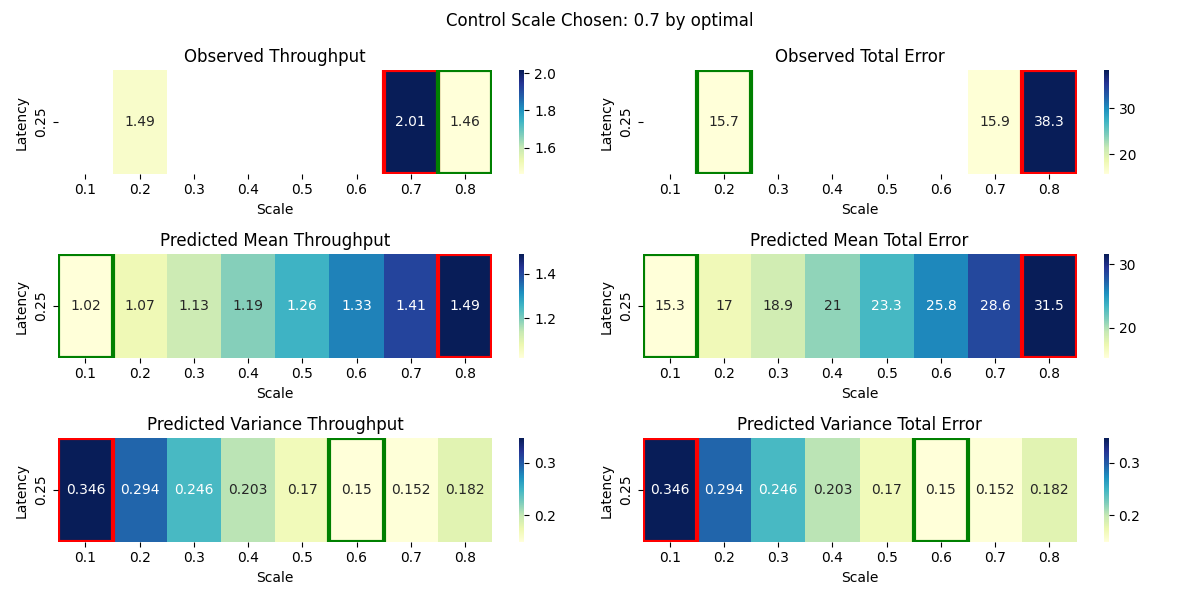 Control Scale Chosen: 0.7 by optimal
Observed Throughput
Latency
0.25
1.49
2.01
1.46
0.1 0.2 0.3 0.4 0.5 0.6 0.7 0.8
Scale
2.0
1.8
1.6
Observed Total Error
Latency
0.25
15.7
15.9
38.3
0.1 0.2 0.3 0.4 0.5 0.6 0.7 0.8
Scale
30
20
Predicted Mean Throughput
Latency
0.25
1.02 1.07 1.13 1.19 1.26 1.33 1.41 1.49
0.1 0.2 0.3 0.4 0.5 0.6 0.7 0.8
Scale
1.4
1.2
Predicted Mean Total Error
Latency
0.25
15.3 17 18.9 21 23.3 25.8 28.6 31.5
0.1 0.2 0.3 0.4 0.5 0.6 0.7 0.8
Scale
30
20
Predicted Variance Throughput
Latency
0.25
0.346 0.294 0.246 0.203 0.17 0.15 0.152 0.182
0.1 0.2 0.3 0.4 0.5 0.6 0.7 0.8
Scale
0.3
0.2
Predicted Variance Total Error
Latency
0.25
0.346 0.294 0.246 0.203 0.17 0.15 0.152 0.182
0.1 0.2 0.3 0.4 0.5 0.6 0.7 0.8
Scale
0.3
0.2